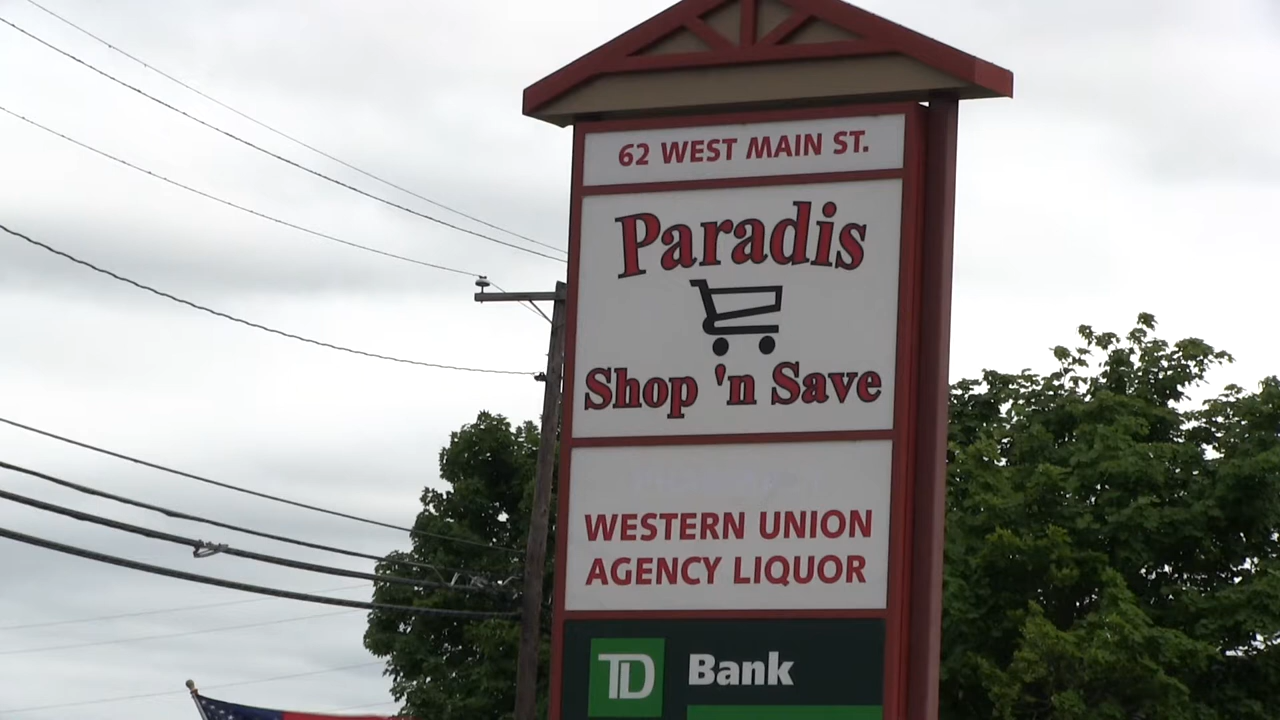 62 WEST MAIN ST.
Paradis
Shop 'n Save
WESTERN UNION
AGENCY LIQUOR
TD Bank